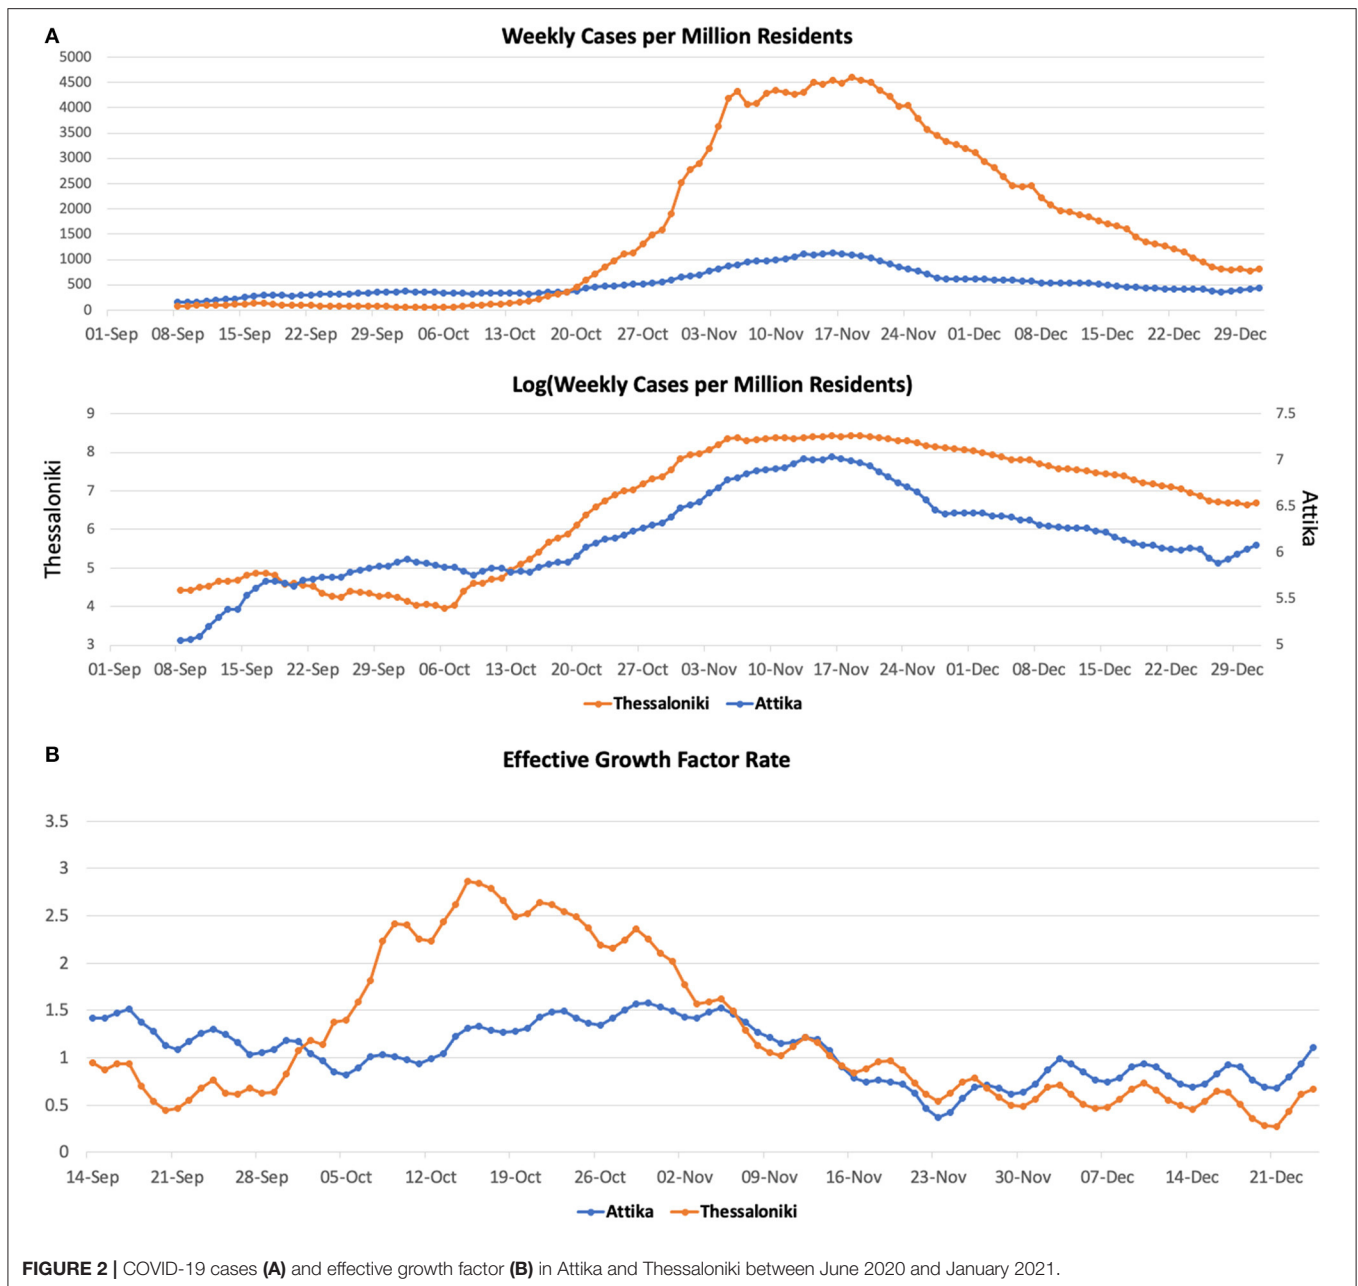 A
Weekly Cases per Million Residents
5000
4500
4000
3500
3000
2500
2000
1500
1000
500
0
01-Sep 08-Sep 15-Sep 22-Sep 29-Sep 06-Oct 13-Oct 20-Oct 27-Oct 03-Nov 10-Nov 17-Nov 24-Nov 01-Dec 08-Dec 15-Dec 22-Dec 29-Dec
Log(Weekly Cases per Million Residents)
Thessaloniki
9
8
7
6
5
4
3
7.5
7
6.5
6
5.5
5
Attika
01-Sep 08-Sep 15-Sep 22-Sep 29-Sep 06-Oct 13-Oct 20-Oct 27-Oct 03-Nov 10-Nov 17-Nov 24-Nov 01-Dec 08-Dec 15-Dec 22-Dec 29-Dec
Thessaloniki Attika
B
Effective Growth Factor Rate
3.5
3
2.5
2
1.5
1
0.5
0
14-Sep 21-Sep 28-Sep 05-Oct 12-Oct 19-Oct 26-Oct 02-Nov 09-Nov 16-Nov 23-Nov 30-Nov 07-Dec 14-Dec 21-Dec
Attika Thessaloniki
FIGURE 2 | COVID-19 cases (A) and effective growth factor (B) in Attika and Thessaloniki between June 2020 and January 2021.